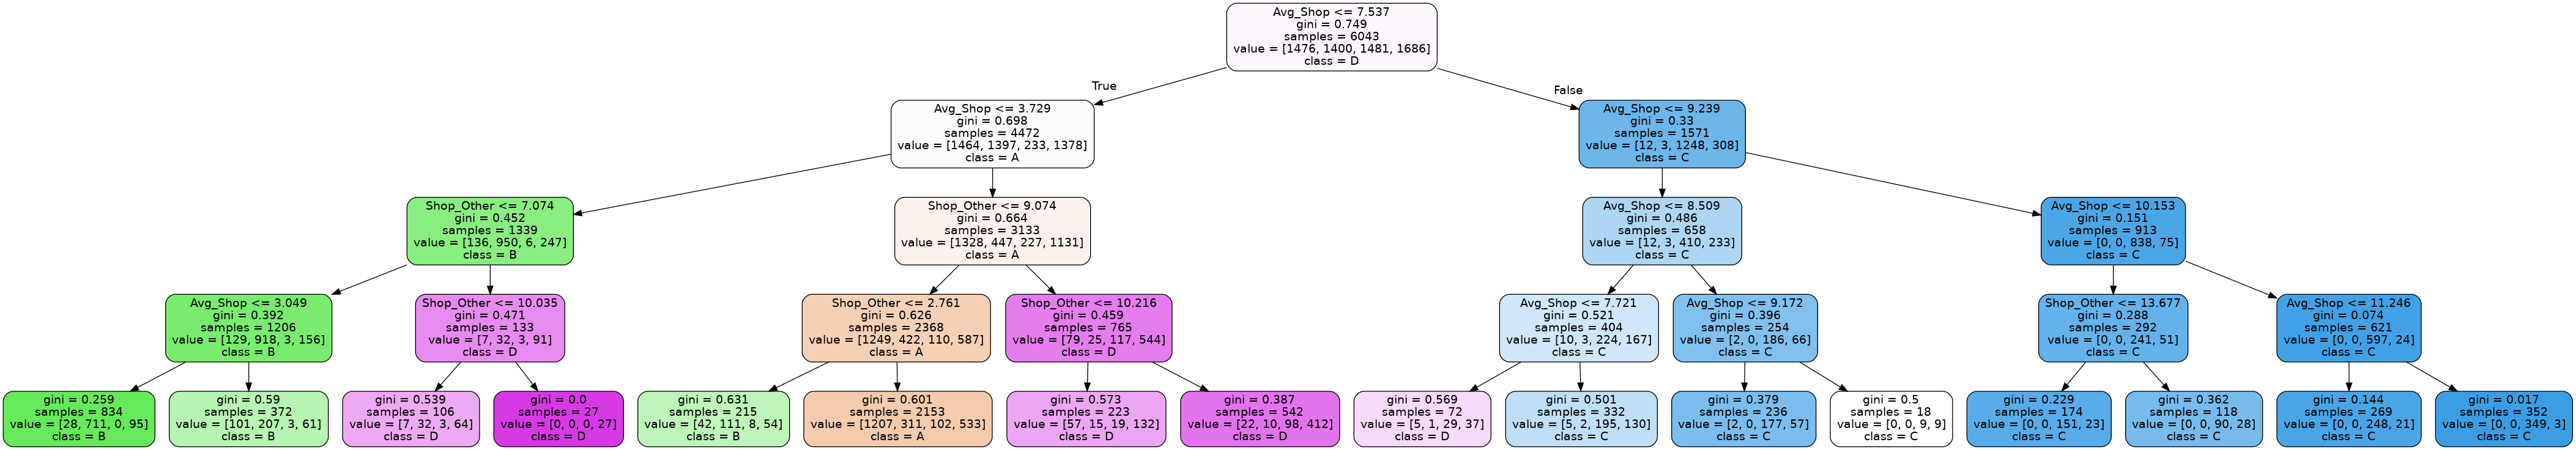 Avg_Shop <= 7.537
gini = 0.749
samples = 6043
value = [1476, 1400, 1481, 1686]
class = D
True
False
Avg_Shop <= 3.729
gini = 0.698
samples = 4472
value = [1464, 1397, 233, 1378]
class = A
Avg_Shop <= 9.239
gini = 0.33
samples = 1571
value = [12, 3, 1248, 308]
class = C
Shop_Other <= 7.074
gini = 0.452
samples = 1339
value = [136, 950, 6, 247]
class = B
Shop_Other <= 9.074
gini = 0.664
samples = 3133
value = [1328, 447, 227, 1131]
class = A
Avg_Shop <= 8.509
gini = 0.486
samples = 658
value = [12, 3, 410, 233]
class = C
Avg_Shop <= 10.153
gini = 0.151
samples = 913
value = [0, 0, 838, 75]
class = C
Avg_Shop <= 3.049
gini = 0.392
samples = 1206
value = [129, 918, 3, 156]
class = B
Shop_Other <= 10.035
gini = 0.471
samples = 133
value = [7, 32, 3, 91]
class = D
Shop_Other <= 2.761
gini = 0.626
samples = 2368
value = [1249, 422, 110, 587]
class = A
Shop_Other <= 10.216
gini = 0.459
samples = 765
value = [79, 25, 117, 544]
class = D
Avg_Shop <= 7.721
gini = 0.521
samples = 404
value = [10, 3, 224, 167]
class = C
Avg_Shop <= 9.172
gini = 0.396
samples = 254
value = [2, 0, 186, 66]
class = C
Shop_Other <= 13.677
gini = 0.288
samples = 292
value = [0, 0, 241, 51]
class = C
Avg_Shop <= 11.246
gini = 0.074
samples = 621
value = [0, 0, 597, 24]
class = C
gini = 0.259
samples = 834
value = [28, 711, 0, 95]
class = B
gini = 0.59
samples = 372
value = [101, 207, 3, 61]
class = B
gini = 0.539
samples = 106
value = [7, 32, 3, 64]
class = D
gini = 0.0
samples = 27
value = [0, 0, 0, 27]
class = D
gini = 0.631
samples = 215
value = [42, 111, 8, 54]
class = B
gini = 0.601
samples = 2153
value = [1207, 311, 102, 533]
class = A
gini = 0.573
samples = 223
value = [57, 15, 19, 132]
class = D
gini = 0.387
samples = 542
value = [22, 10, 98, 412]
class = D
gini = 0.569
samples = 72
value = [5, 1, 29, 37]
class = D
gini = 0.501
samples = 332
value = [5, 2, 195, 130]
class = C
gini = 0.379
samples = 236
value = [2, 0, 177, 57]
class = C
gini = 0.5
samples = 18
value = [0, 0, 9, 9]
class = C
gini = 0.229
samples = 174
value = [0, 0, 151, 23]
class = C
gini = 0.362
samples = 118
value = [0, 0, 90, 28]
class = C
gini = 0.144
samples = 269
value = [0, 0, 248, 21]
class = C
gini = 0.017
samples = 352
value = [0, 0, 349, 3]
class = C